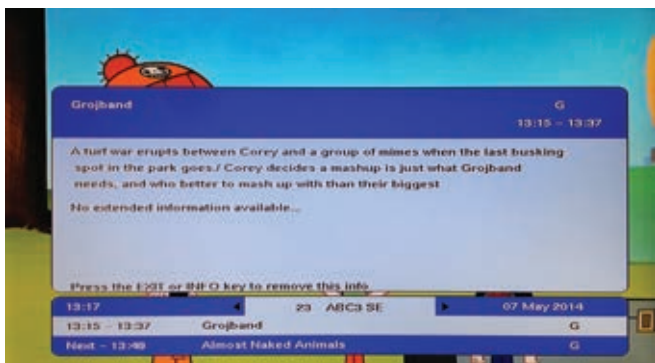 Grojband G
13:15 - 13:37
A turf war erupts between Corey and a group of mimes when the last busking
spot in the park goes./ Corey decides a mashup is just what Grojband
needs, and who better to mash up with than their biggest
No extended information available...
Press the EXIT or INFO key to remove this info
13:17 23 ABC3 SE 07 May 2014
13:15 - 13:37 Grojband G
Next - 13:48 Almost Naked Animals G